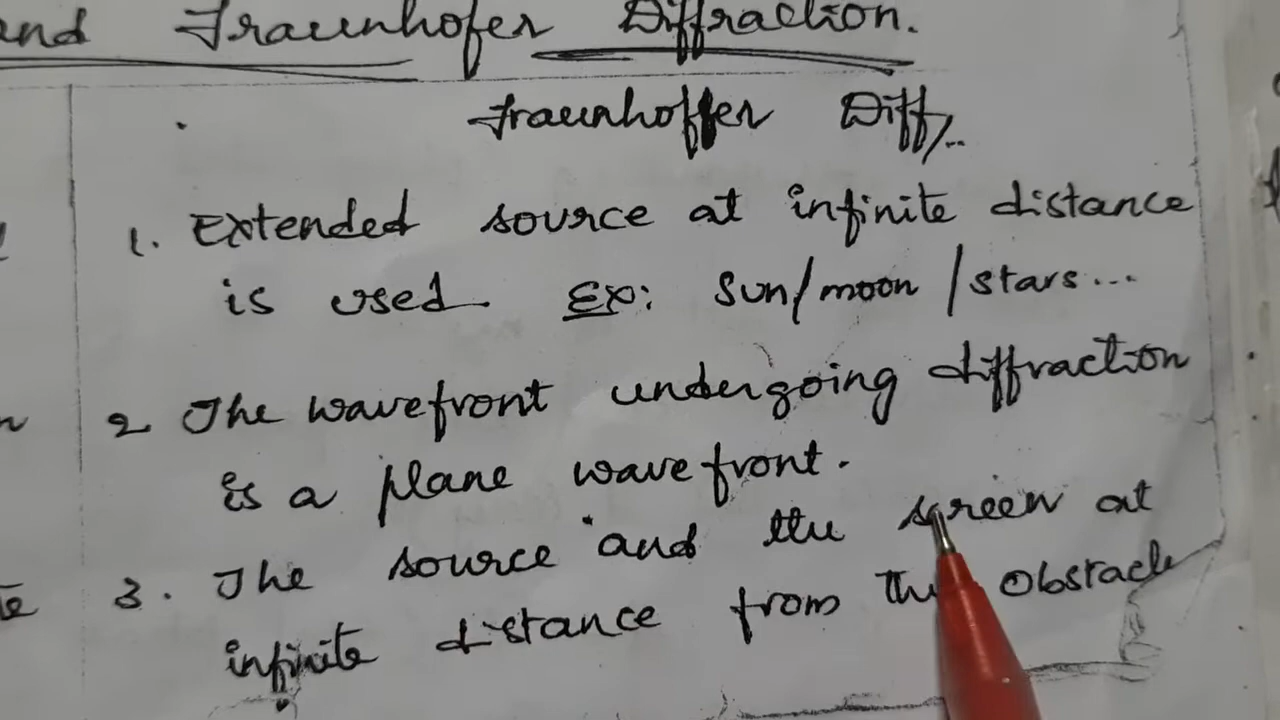 and Fraunhofer Diffraction.
Fraunhoffer Diff/..
1. Extended source at infinite distance
is used. Ex: Sun/moon/stars...
2 The wavefront undergoing diffraction
is a plane wavefront.
3. The source and the screen at
infinite distance from the obstacle